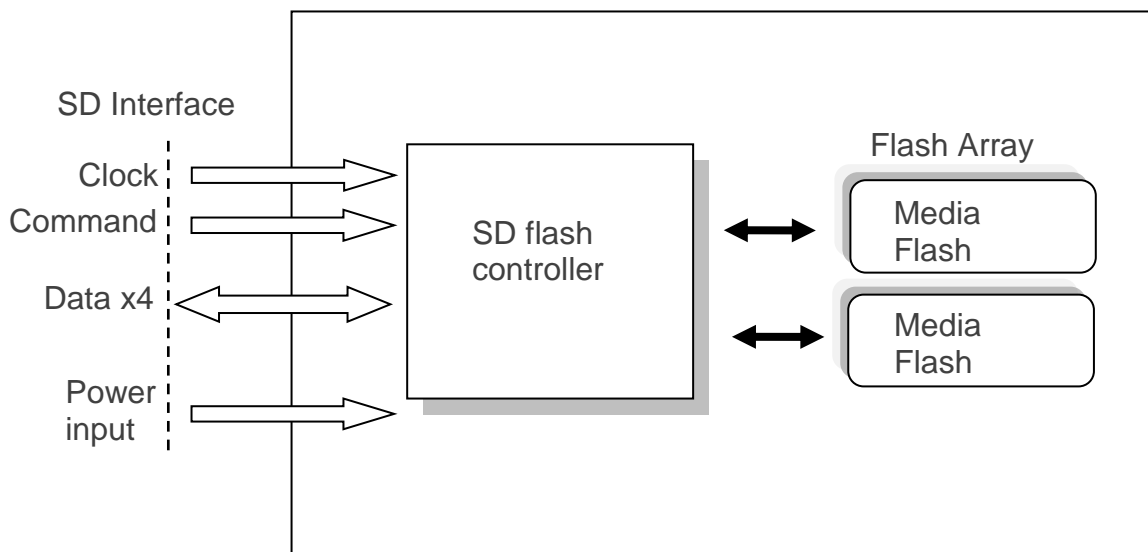 SD Interface
Clock
Command
Data x4
Power
input
SD flash
controller
Flash Array
Media
Flash
Media
Flash